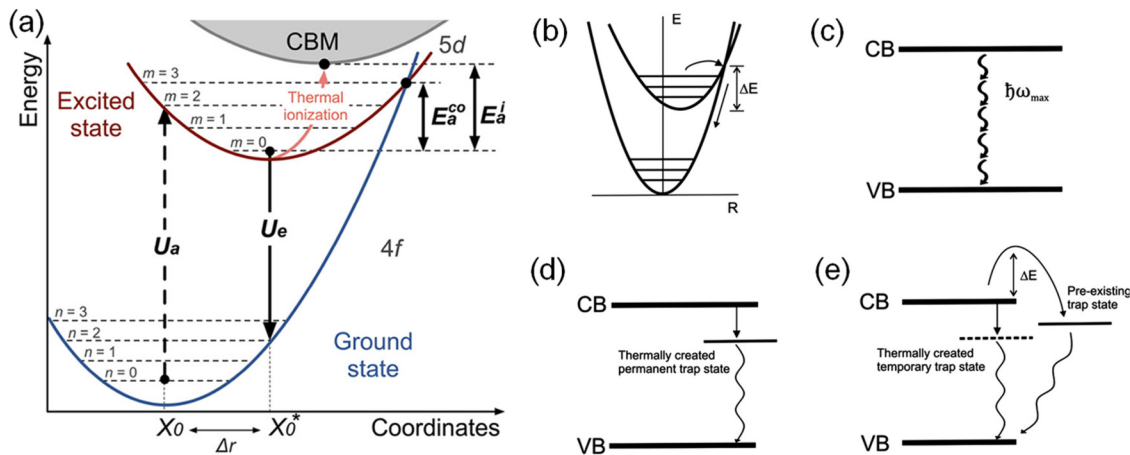 (a)
Energy
CBM
5d
m = 3
m = 2
m = 1
m = 0
Excited
state
Thermal
ionization
E_a^co
E_a^i
U_a
U_e
4f
n = 3
n = 2
n = 1
n = 0
Ground
state
X_0
Δr
X_0*
Coordinates
(b)
E
ΔE
R
(c)
CB
ℏω_max
VB
(d)
CB
Thermally created
permanent trap state
VB
(e)
ΔE
CB
Pre-existing
trap state
Thermally created
temporary trap state
VB